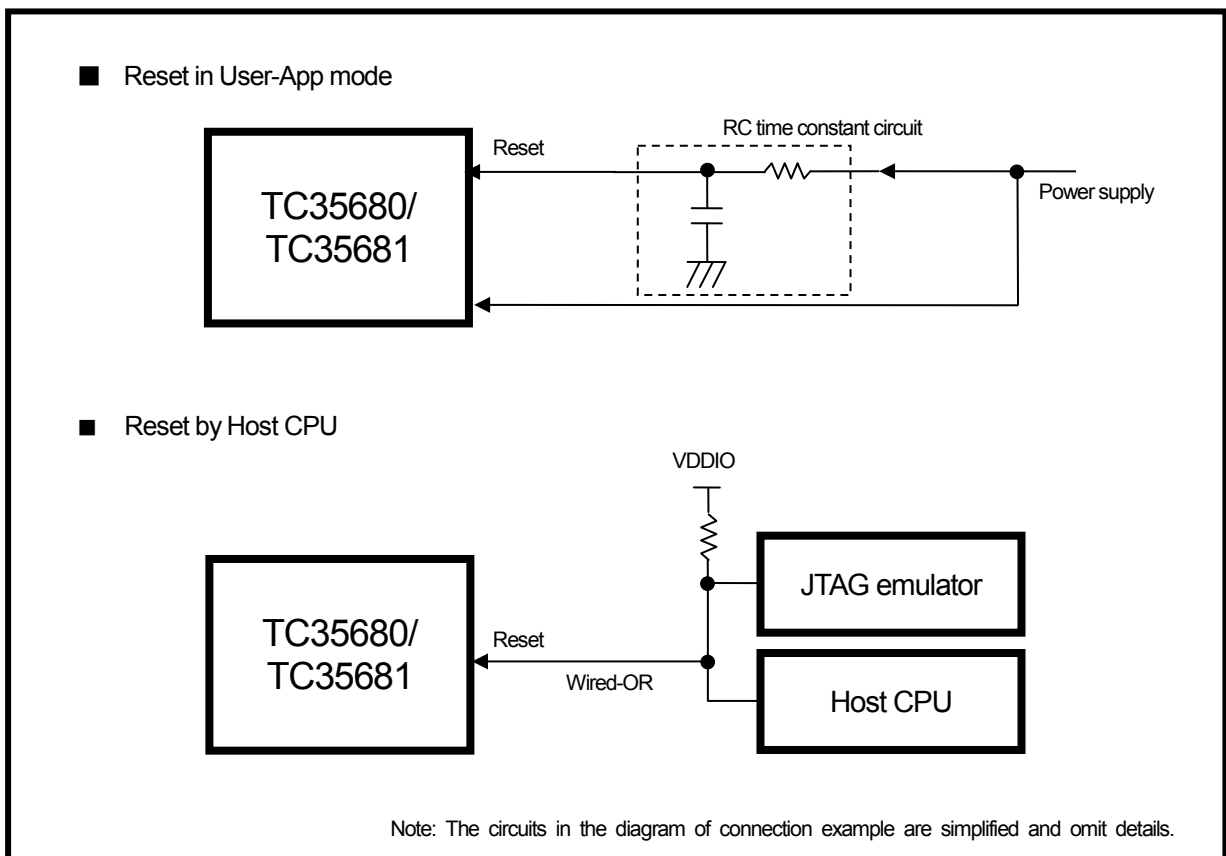 ■ Reset in User-App mode
RC time constant circuit
Reset
TC35680/
TC35681
Power supply
■ Reset by Host CPU
VDDIO
JTAG emulator
TC35680/
TC35681
Reset
Wired-OR
Host CPU
Note: The circuits in the diagram of connection example are simplified and omit details.